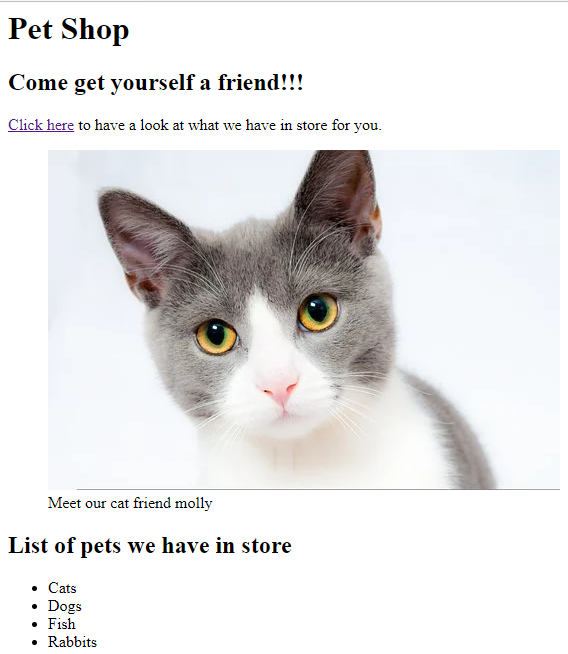 Pet Shop
Come get yourself a friend!!!
Click here to have a look at what we have in store for you.
Meet our cat friend molly
List of pets we have in store
Cats
Dogs
Fish
Rabbits